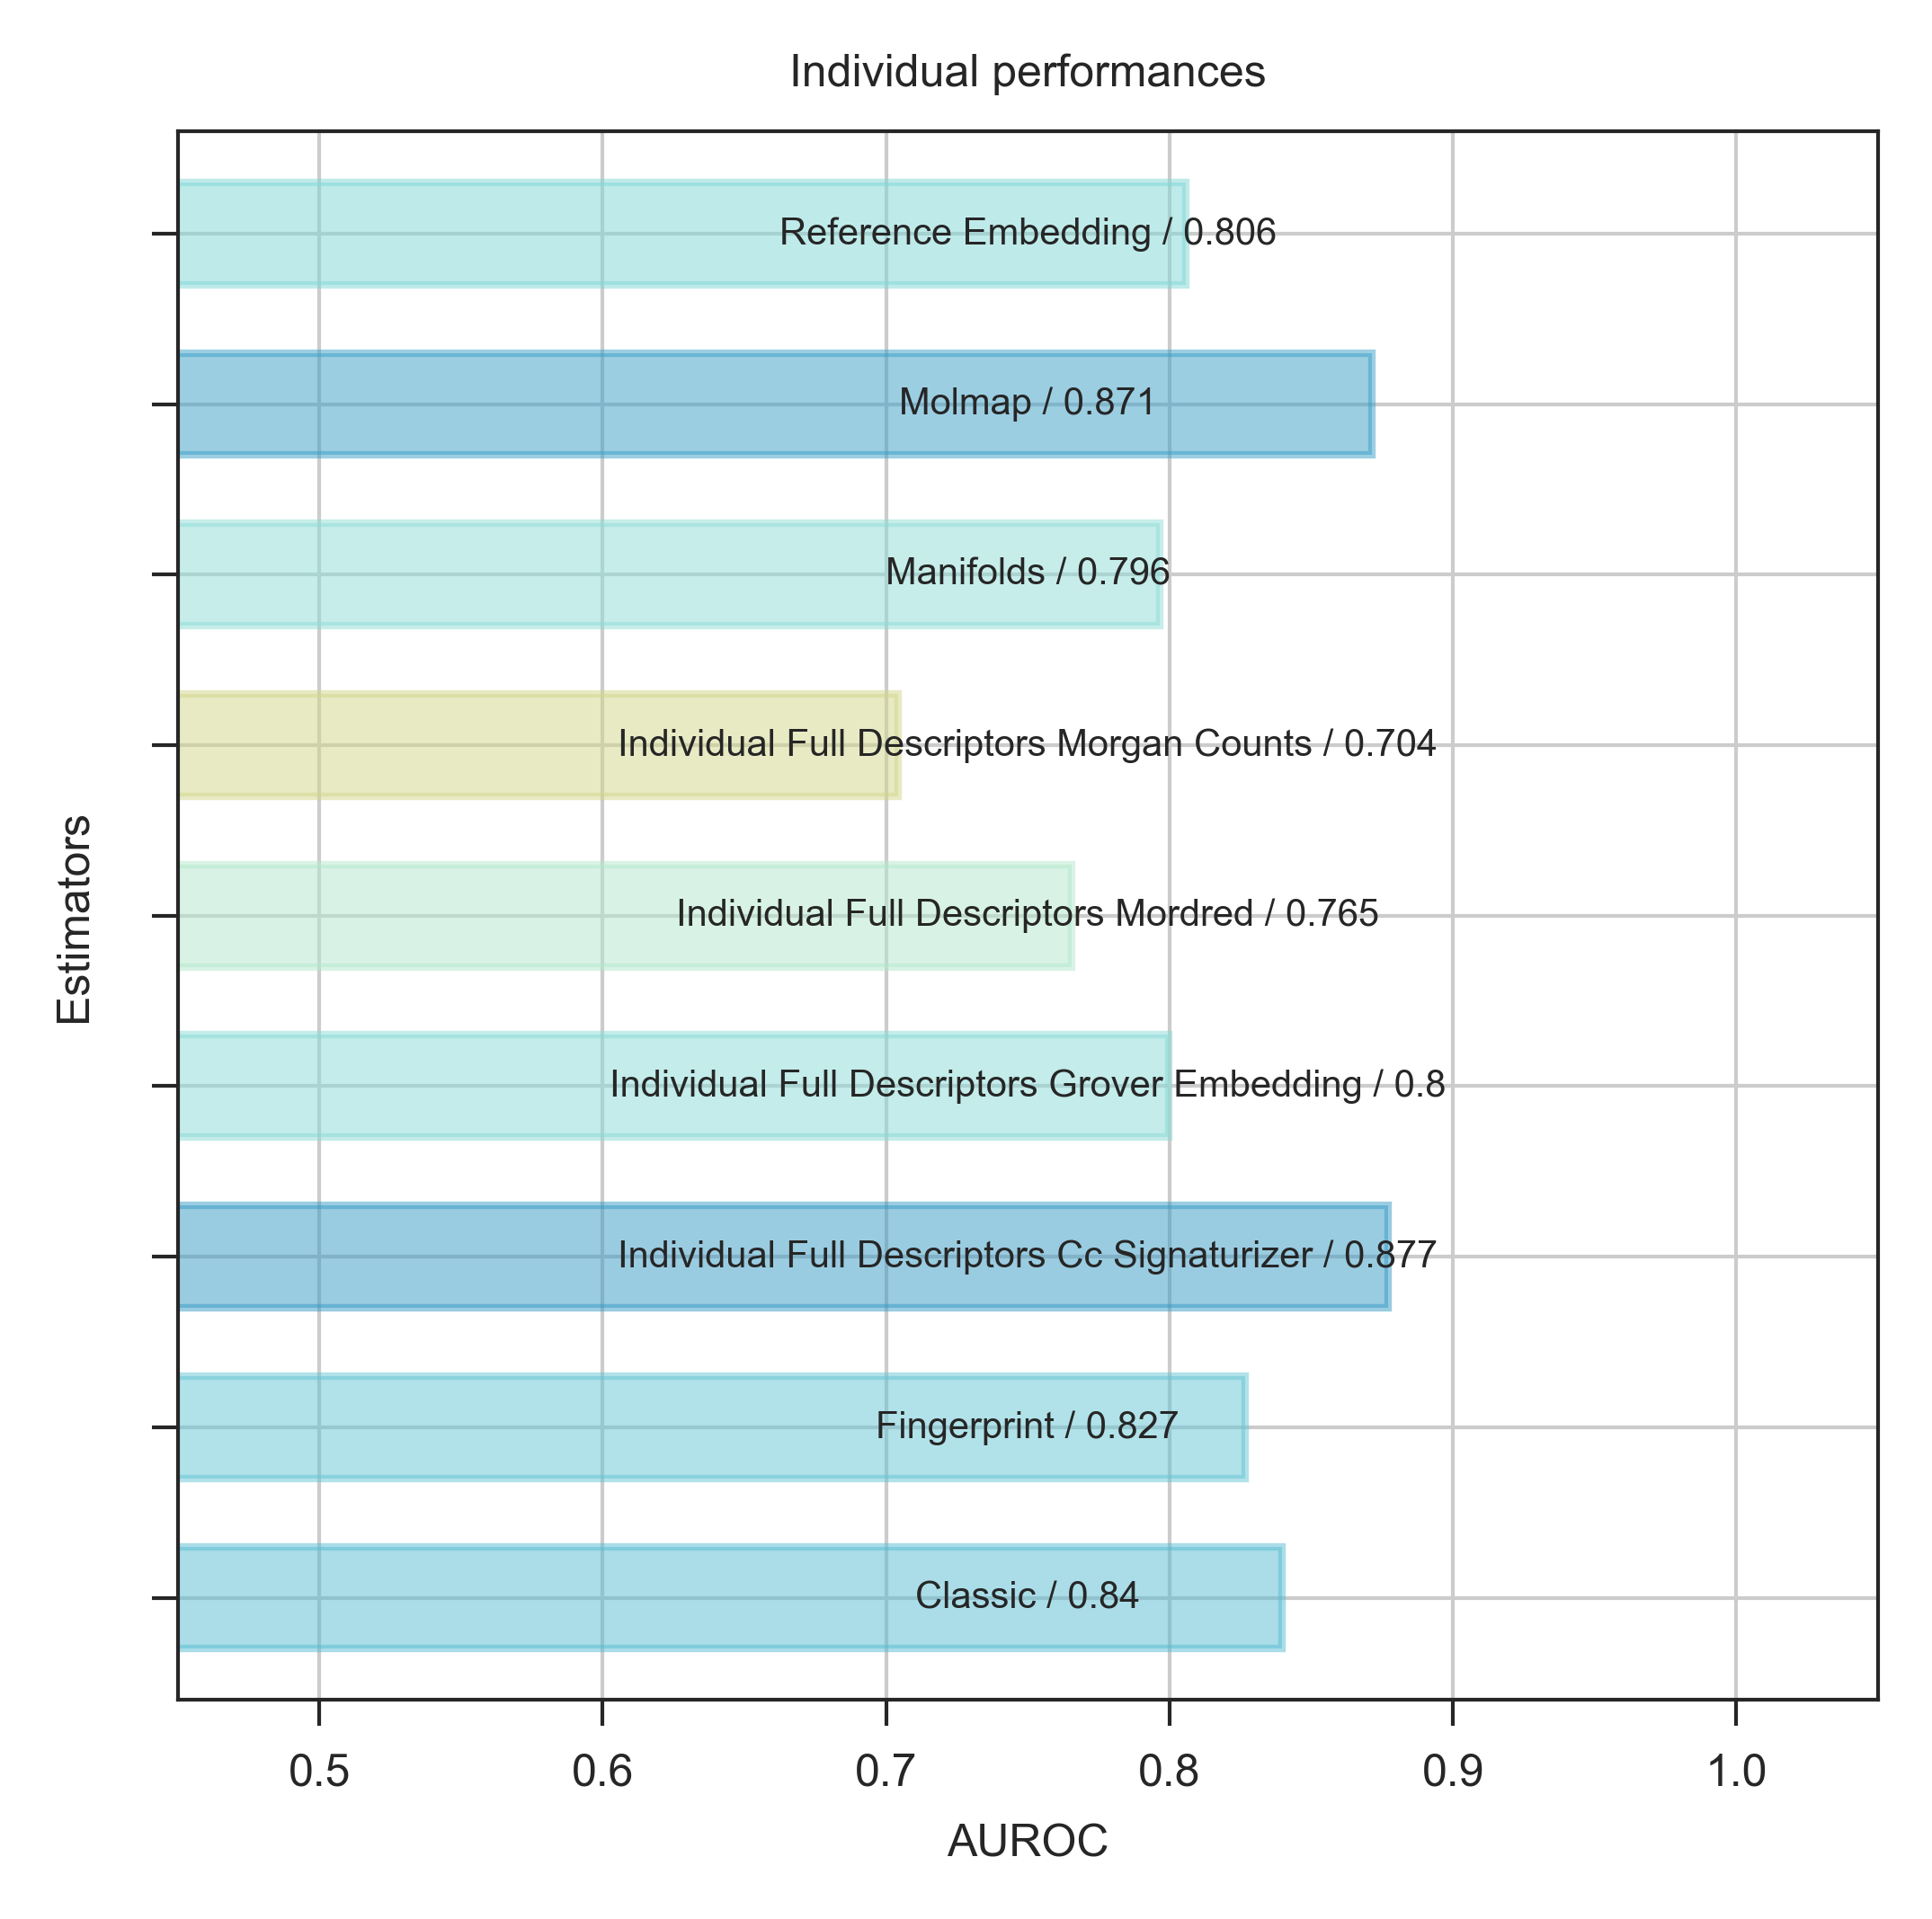 Individual performances
Reference Embedding / 0.806
Molmap / 0.871
Manifolds / 0.796
Individual Full Descriptors Morgan Counts / 0.704
Individual Full Descriptors Mordred / 0.765
Individual Full Descriptors Grover Embedding / 0.8
Individual Full Descriptors Cc Signaturizer / 0.877
Fingerprint / 0.827
Classic / 0.84
Estimators
0.5 0.6 0.7 0.8 0.9 1.0
AUROC